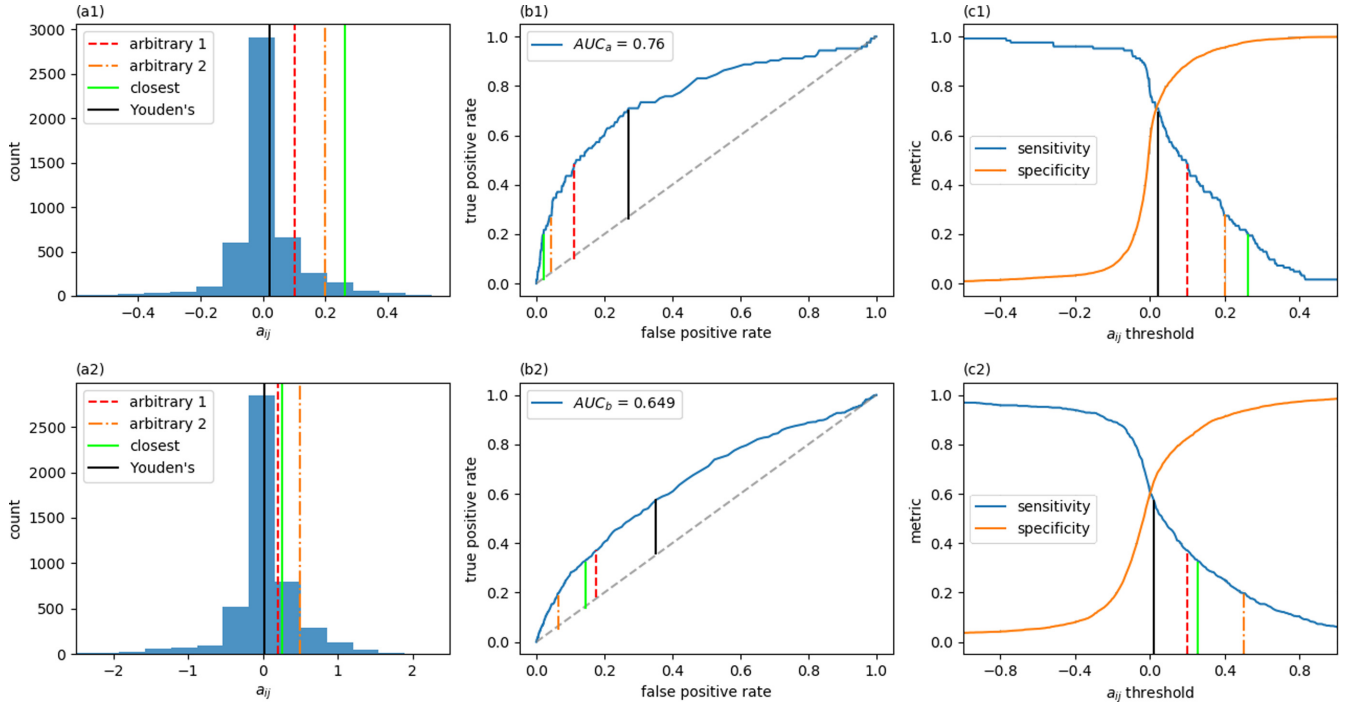 (a1)
3000
2500
2000
1500
1000
500
0
count
arbitrary 1
arbitrary 2
closest
Youden's
−0.4 −0.2 0.0 0.2 0.4
a_ij
(b1)
1.0
0.8
0.6
0.4
0.2
0.0
true positive rate
AUC_a = 0.76
0.0 0.2 0.4 0.6 0.8 1.0
false positive rate
(c1)
1.0
0.8
0.6
0.4
0.2
0.0
metric
sensitivity
specificity
−0.4 −0.2 0.0 0.2 0.4
a_ij threshold
(a2)
2500
2000
1500
1000
500
0
count
arbitrary 1
arbitrary 2
closest
Youden's
−2 −1 0 1 2
a_ij
(b2)
1.0
0.8
0.6
0.4
0.2
0.0
true positive rate
AUC_b = 0.649
0.0 0.2 0.4 0.6 0.8 1.0
false positive rate
(c2)
1.0
0.8
0.6
0.4
0.2
0.0
metric
sensitivity
specificity
−0.8 −0.4 0.0 0.4 0.8
a_ij threshold